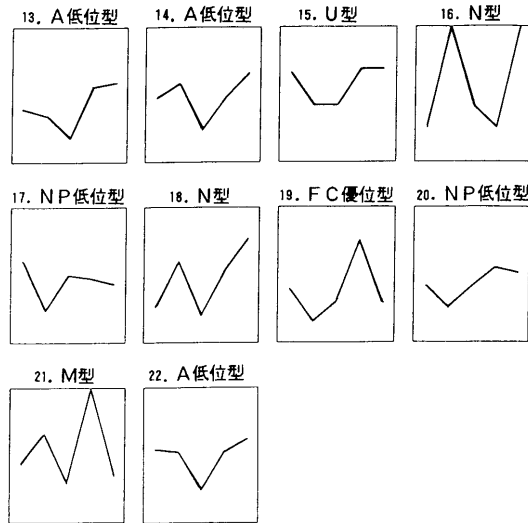 13. A低位型
14. A低位型
15. U型
16. N型
17. NP低位型
18. N型
19. FC優位型
20. NP低位型
21. M型
22. A低位型